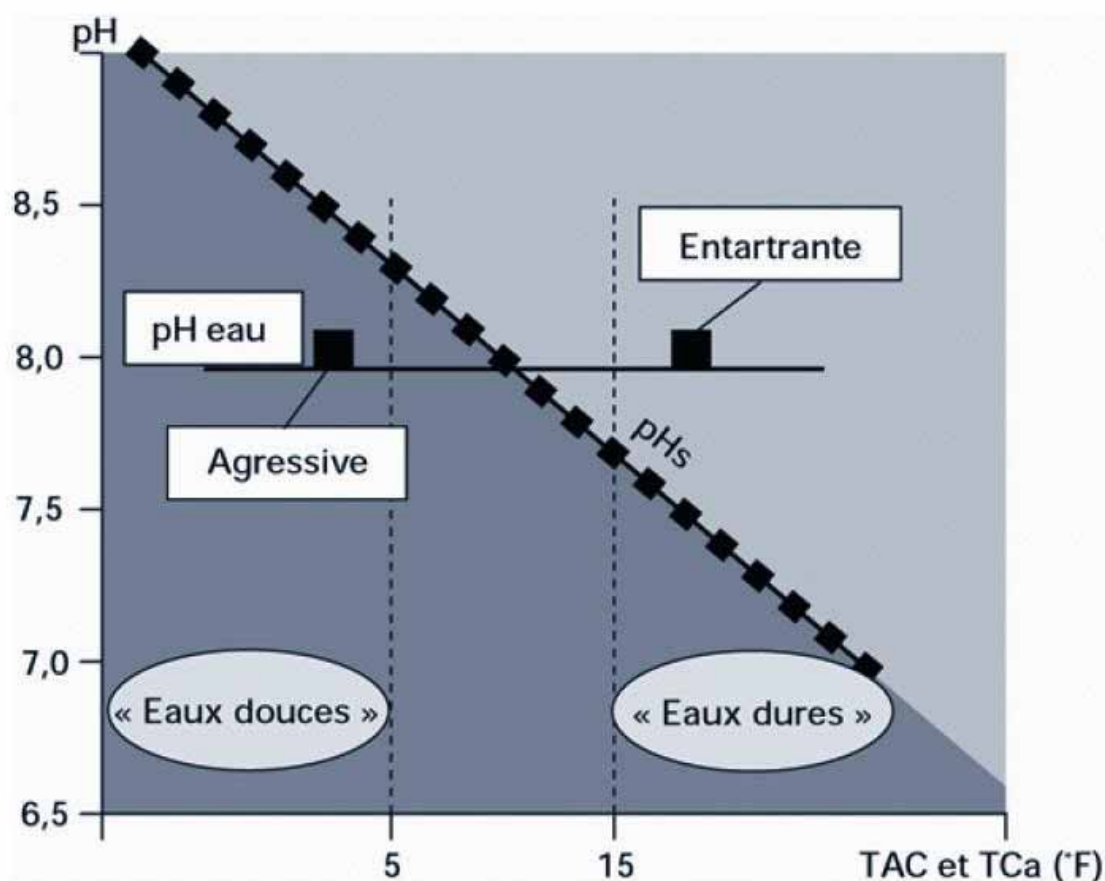 pH
8,5
Entartrante
pH eau
8,0
pHs
Agressive
7,5
7,0
« Eaux douces »
« Eaux dures »
6,5
5
15
TAC et TCa (°F)